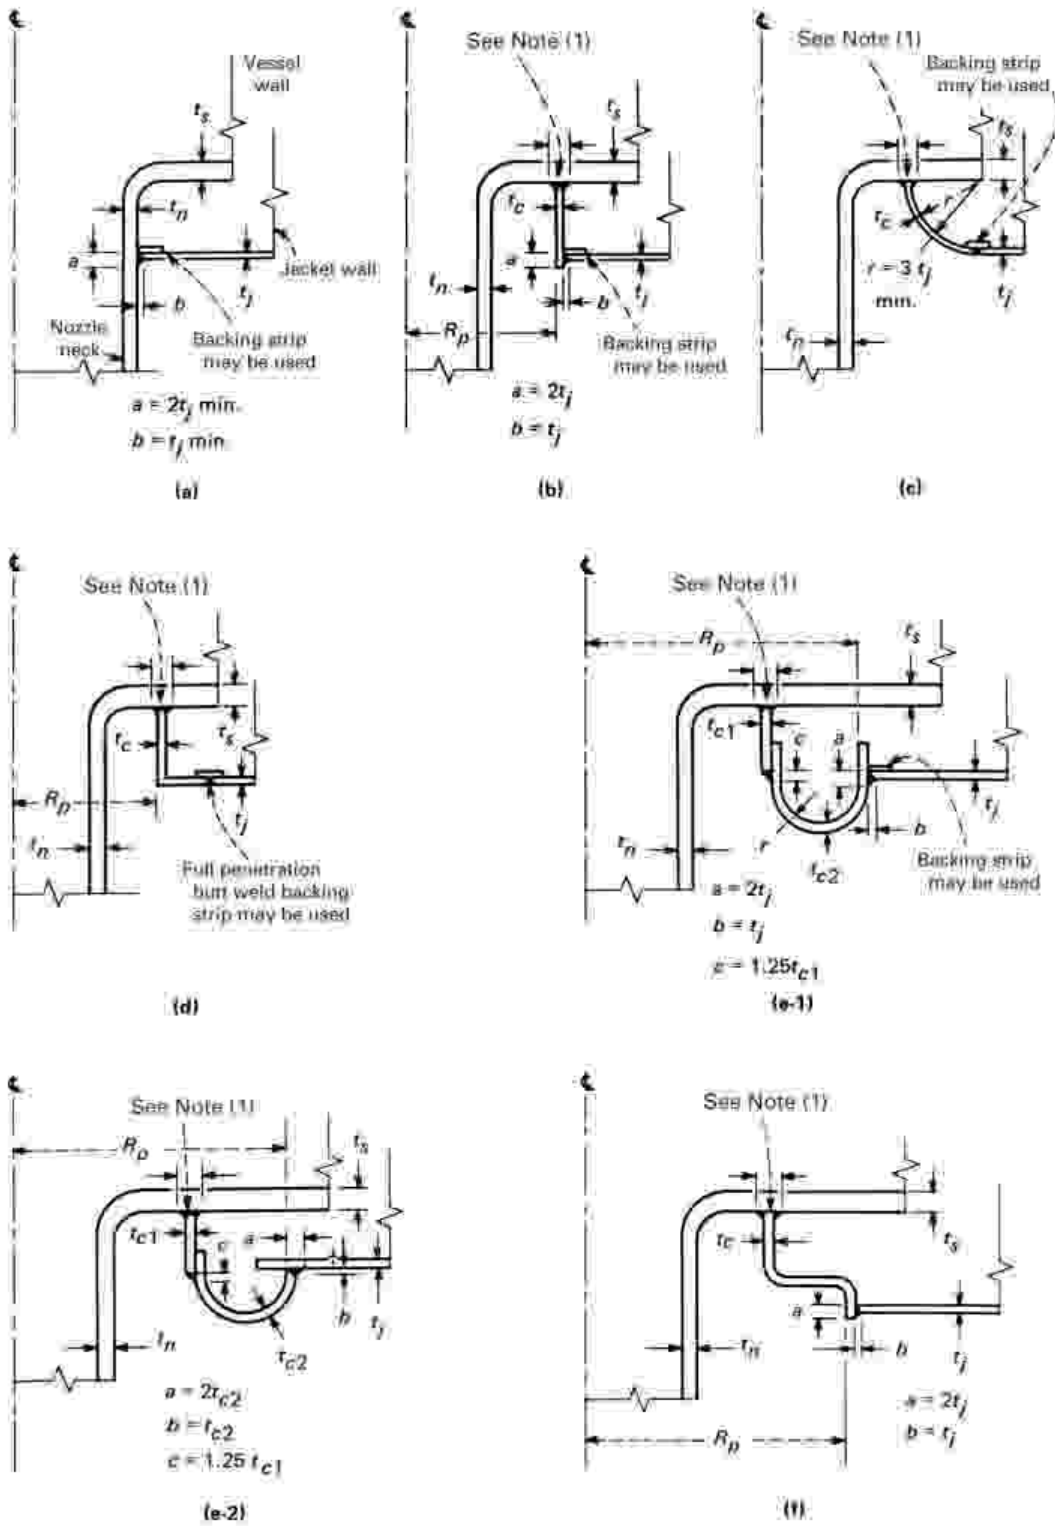 See Note (1)
See Note (1)
Vessel
wall
Backing strip
may be used
ts
ts
ts
tn
tc
tc
r
a
a
Jacket wall
r = 3 tj
min.
tj
tj
tj
b
tn
b
Rp
Nozzle
neck
Backing strip
may be used
Backing strip
may be used
tn
a = 2tj min.
b = tj min.
a = 2tj
b = tj
(a)
(b)
(c)
See Note (1)
See Note (1)
Rp
ts
tc
ts
tc1
c
a
Rp
tj
tj
tn
r
b
tn
tc2
Full penetration
butt weld backing
strip may be used
Backing strip
may be used
a = 2tj
b = tj
c = 1.25tc1
(d)
(e-1)
See Note (1)
See Note (1)
Rp
ts
tc1
c
a
tc
ts
b
tj
a
tn
tc2
tn
b
tj
a = 2tc2
b = tc2
c = 1.25 tc1
a = 2tj
b = tj
Rp
(e-2)
(f)